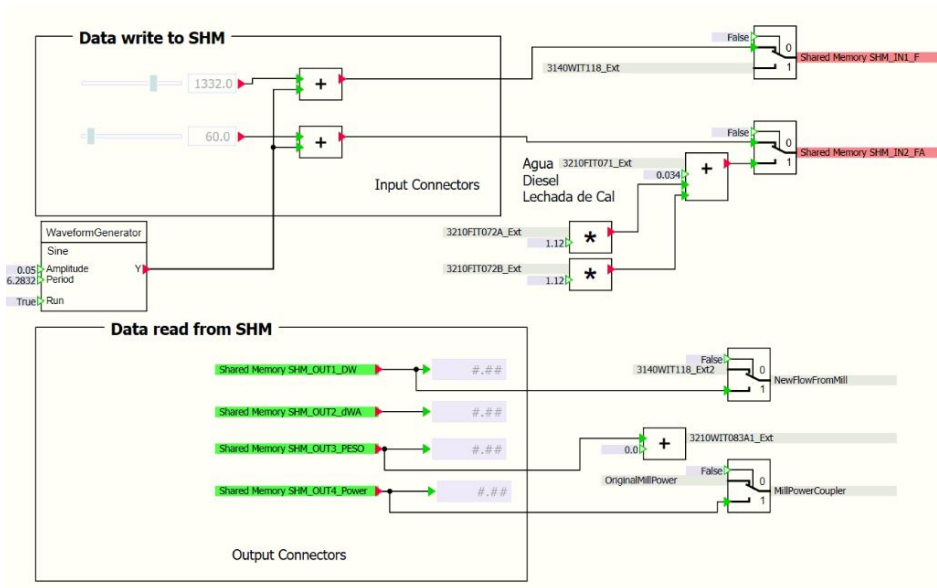 Data write to SHM
False
0
1
Shared Memory SHM_IN1_F
3140WIT118_Ext
1332.0
+
60.0
+
Input Connectors
False
0
1
Shared Memory SHM_IN2_FA
Agua
Diesel
Lechada de Cal
3210FIT071_Ext
0.034
+
3210FIT072A_Ext
1.12
*
3210FIT072B_Ext
1.12
*
WaveformGenerator
Sine
0.05
Amplitude
Y
6.2832
Period
True
Run
Data read from SHM
Shared Memory SHM_OUT1_DW
#.##
False
0
1
3140WIT118_Ext2
NewFlowFromMill
Shared Memory SHM_OUT2_dWA
#.##
Shared Memory SHM_OUT3_PESO
#.##
0.0
+
3210WIT083A1_Ext
Shared Memory SHM_OUT4_Power
#.##
False
0
1
OriginalMillPower
MillPowerCoupler
Output Connectors